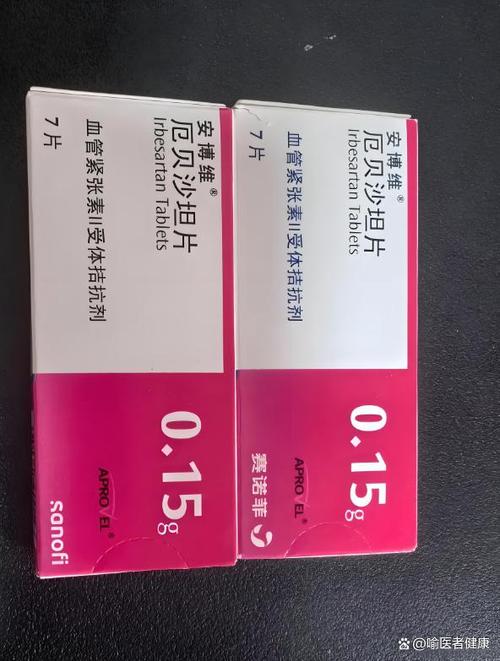 安博维®
厄贝沙坦片
Irbesartan Tablets
血管紧张素II受体拮抗剂
7片
0.15g
APROVEL®
sanofi
安博维®
厄贝沙坦片
Irbesartan Tablets
血管紧张素II受体拮抗剂
7片
0.15g
APROVEL®
赛诺菲
@喻医者健康